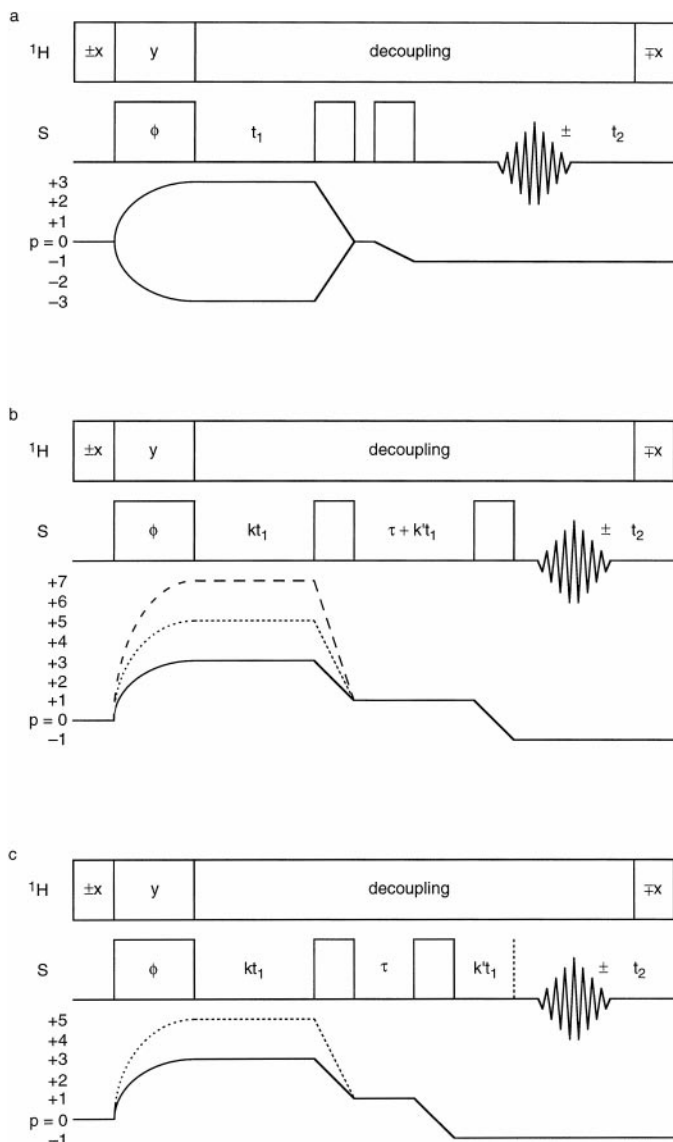 a
¹H ±x y decoupling ∓x
S ϕ t₁ ± t₂
+3
+2
+1
p = 0
−1
−2
−3
b
¹H ±x y decoupling ∓x
S ϕ kt₁ τ + k't₁ ± t₂
+7
+6
+5
+4
+3
+2
+1
p = 0
−1
c
¹H ±x y decoupling ∓x
S ϕ kt₁ τ k't₁ ± t₂
+5
+4
+3
+2
+1
p = 0
−1